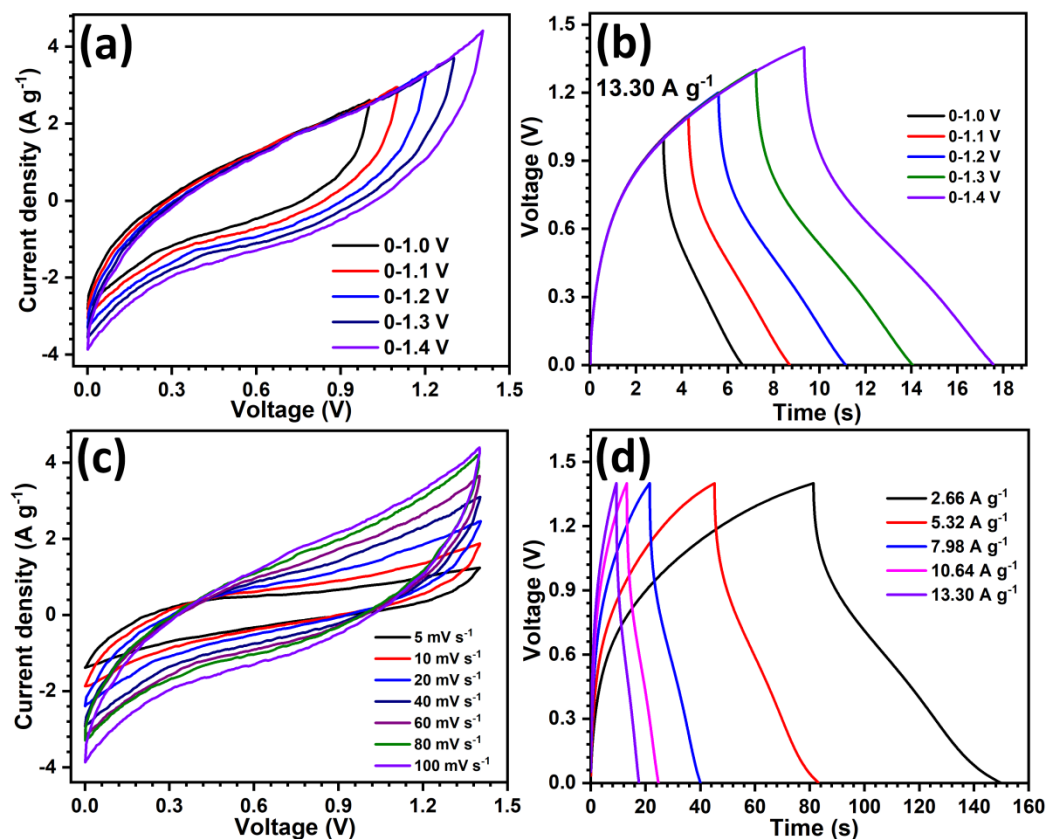 (a)
Current density (A g⁻¹)
4
2
0
-2
-4
0-1.0 V
0-1.1 V
0-1.2 V
0-1.3 V
0-1.4 V
0.0 0.3 0.6 0.9 1.2 1.5
Voltage (V)
(b)
13.30 A g⁻¹
Voltage (V)
1.5
1.2
0.9
0.6
0.3
0.0
0-1.0 V
0-1.1 V
0-1.2 V
0-1.3 V
0-1.4 V
0 2 4 6 8 10 12 14 16 18
Time (s)
(c)
Current density (A g⁻¹)
4
2
0
-2
-4
5 mV s⁻¹
10 mV s⁻¹
20 mV s⁻¹
40 mV s⁻¹
60 mV s⁻¹
80 mV s⁻¹
100 mV s⁻¹
0.0 0.3 0.6 0.9 1.2 1.5
Voltage (V)
(d)
Voltage (V)
1.5
1.2
0.9
0.6
0.3
0.0
2.66 A g⁻¹
5.32 A g⁻¹
7.98 A g⁻¹
10.64 A g⁻¹
13.30 A g⁻¹
0 20 40 60 80 100 120 140 160
Time (s)